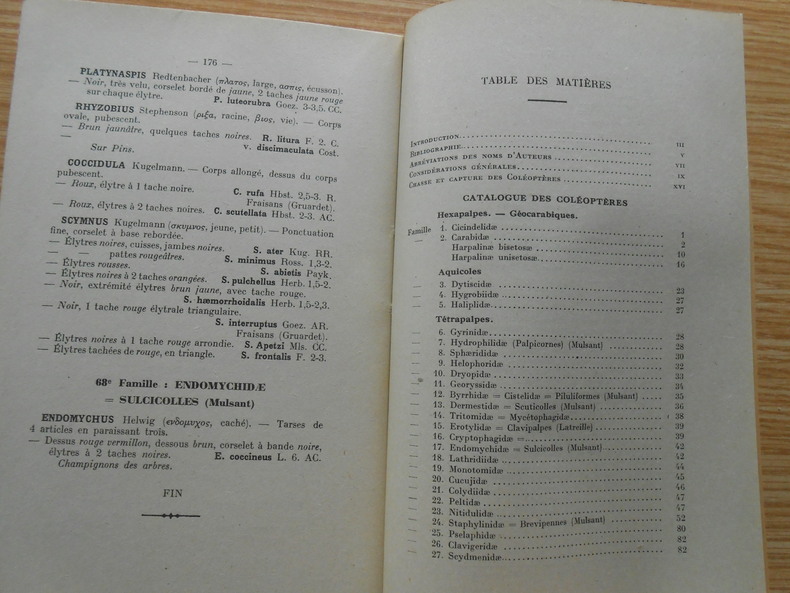 — 176 —
PLATYNASPIS Redtenbacher (πλατος, large, ασπις, écusson).
— Noir, très velu, corselet bordé de jaune, 2 taches jaune rouge
sur chaque élytre. P. luteorubra Goez. 3-3,5. CC.
RHYZOBIUS Stephenson (ριζα, racine, βιος, vie). — Corps
ovale, pubescent.
— Brun jaunâtre, quelques taches noires. R. litura F. 2. C.
Sur Pins. v. discimaculata Cost.
COCCIDULA Kugelmann. — Corps allongé, dessus du corps
pubescent.
— Roux, élytre à 1 tache noire. C. rufa Hbst. 2,5-3. R.
Fraisans (Gruardet).
— Roux, élytres à 2 taches noires. C. scutellata Hbst. 2-3. AC.
SCYMNUS Kugelmann (σκυμνος, jeune, petit). — Ponctuation
fine, corselet à base rebordée.
— Élytres noires, cuisses, jambes noires. S. ater Kug. RR.
— — pattes rougeâtres. S. minimus Ross. 1,3-2.
— Élytres rousses. S. abietis Payk.
— Élytres noires à 2 taches orangées. S. pulchellus Herb. 1,5-2.
— Noir, extrémité élytres brun jaune, avec tache rouge.
S. hæmorrhoidalis Herb. 1,5-2,3.
— Noir, 1 tache rouge élytrale triangulaire.
S. interruptus Goez. AR.
Fraisans (Gruardet).
— Élytres noires à 1 tache rouge arrondie. S. Apetzi Mls. CC.
— Élytres tachées de rouge, en triangle. S. frontalis F. 2-3.
68e Famille : ENDOMYCHIDÆ
= SULCICOLLES (Mulsant)
ENDOMYCHUS Helwig (ενδομυχος, caché). — Tarses de
4 articles en paraissant trois.
— Dessus rouge vermillon, dessous brun, corselet à bande noire,
élytres à 2 taches noires. E. coccineus L. 6. AC.
Champignons des arbres.
FIN
TABLE DES MATIÈRES
INTRODUCTION III
BIBLIOGRAPHIE V
ABBRÉVIATIONS DES NOMS D'AUTEURS VII
CONSIDÉRATIONS GÉNÉRALES IX
CHASSE ET CAPTURE DES COLÉOPTÈRES XVI
CATALOGUE DES COLÉOPTÈRES
Hexapalpes. — Géocarabiques.
Famille 1. Cicindelidæ 1
— 2. Carabidæ 2
Harpalinæ bisetosæ 10
Harpalinæ unisetosæ 16
Aquicoles
— 3. Dytiscidæ 23
— 4. Hygrobiidæ 27
— 5. Haliplidæ 27
Tétrapalpes.
— 6. Gyrinidæ 28
— 7. Hydrophilidæ (Palpicornes) (Mulsant) 28
— 8. Sphæridæ 30
— 9. Helophoridæ 32
— 10. Dryopidæ 33
— 11. Georyssidæ 34
— 12. Byrrhidæ = Cistelidæ = Piluliformes (Mulsant) 35
— 13. Dermestidæ = Scuticolles (Mulsant) 36
— 14. Tritomidæ = Mycétophagidæ 38
— 15. Erotylidæ = Clavipalpes (Latreille) 39
— 16. Cryptophagidæ = 39
— 17. Endomychidæ = Sulcicolles (Mulsant) 42
— 18. Lathridiidæ 42
— 19. Monotomidæ 44
— 20. Cucujidæ 45
— 21. Colydiidæ 46
— 22. Peltidæ 47
— 23. Nitidulidæ 47
— 24. Staphylinidæ = Brevipennes (Mulsant) 52
— 25. Pselaphidæ 80
— 26. Clavigeridæ 82
— 27. Scydmenidæ 82